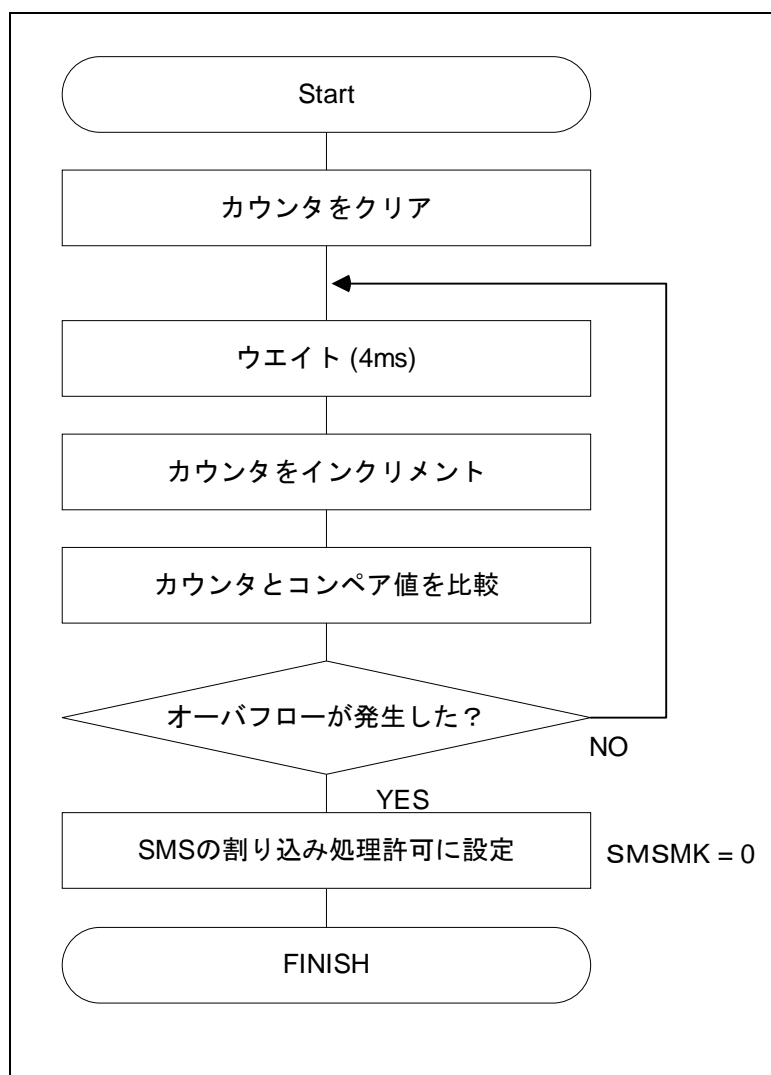 Start
カウンタをクリア
ウエイト (4ms)
カウンタをインクリメント
カウンタとコンペア値を比較
オーバフローが発生した？
NO
YES
SMSの割り込み処理許可に設定
ＳＭＳMK = 0
FINISH